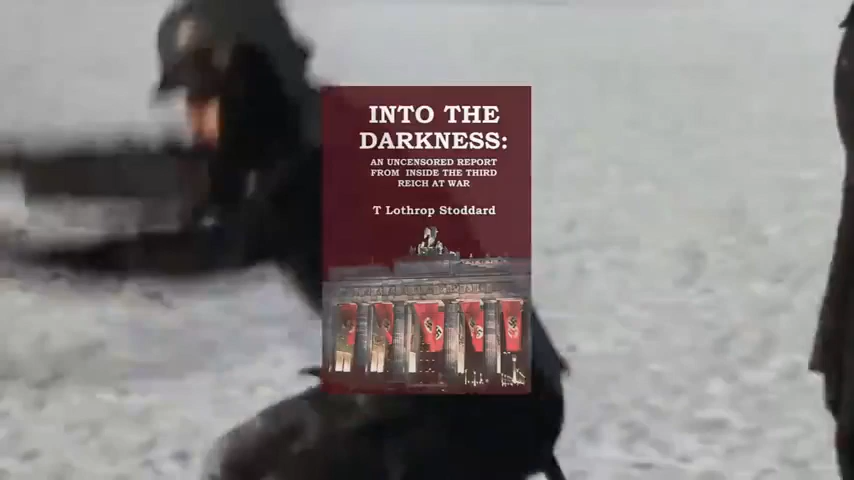 INTO THE
DARKNESS:
AN UNCENSORED REPORT
FROM INSIDE THE THIRD
REICH AT WAR
T Lothrop Stoddard